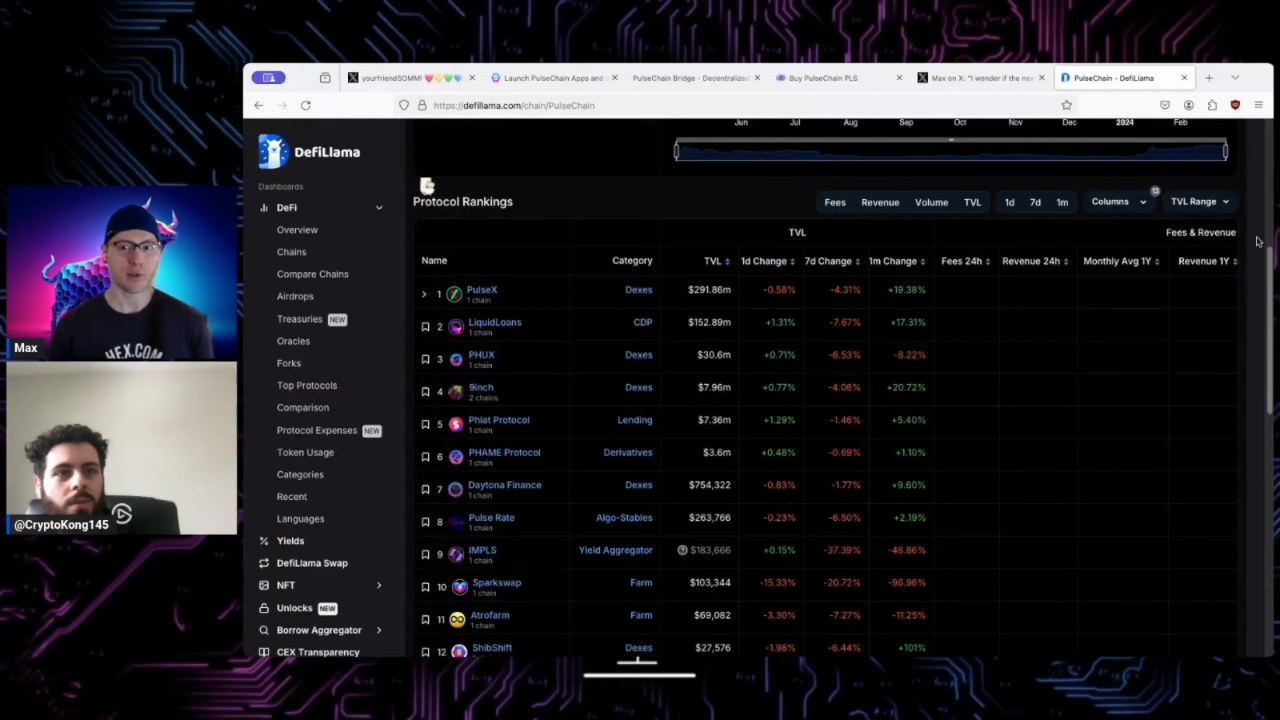 yourfriendSOMMI
Launch PulseChain Apps and
PulseChain Bridge - Decentralized
Buy PulseChain PLS
Max on X: "I wonder if the nex
PulseChain - DefiLlama
https://defillama.com/chain/PulseChain
DefiLlama
Dashboards
DeFi
Overview
Chains
Compare Chains
Airdrops
Treasuries NEW
Oracles
Forks
Top Protocols
Comparison
Protocol Expenses NEW
Token Usage
Categories
Recent
Languages
Yields
DefiLlama Swap
NFT
Unlocks NEW
Borrow Aggregator
CEX Transparency
Jun Jul Aug Sep Oct Nov Dec 2024 Feb
Protocol Rankings
Fees Revenue Volume TVL 1d 7d 1m Columns 13 TVL Range
TVL Fees & Revenue
Name Category TVL 1d Change 7d Change 1m Change Fees 24h Revenue 24h Monthly Avg 1Y Revenue 1Y
1 PulseX Dexes $291.86m -0.58% -4.31% +19.38%
1 chain
2 LiquidLoans CDP $152.89m +1.31% -7.67% +17.31%
1 chain
3 PHUX Dexes $30.6m +0.71% -6.53% -8.22%
1 chain
4 9inch Dexes $7.96m +0.77% -4.06% +20.72%
2 chains
5 Phiat Protocol Lending $7.36m +1.29% -1.46% +5.40%
1 chain
6 PHAME Protocol Derivatives $3.6m +0.48% -0.69% +1.10%
1 chain
7 Daytona Finance Dexes $754,322 -0.83% -1.77% +9.60%
1 chain
8 Pulse Rate Algo-Stables $263,766 -0.23% -6.50% +2.19%
1 chain
9 IMPLS Yield Aggregator $183,666 +0.15% -37.39% -48.86%
1 chain
10 Sparkswap Farm $103,344 -15.33% -20.72% -96.96%
1 chain
11 Atrofarm Farm $69,082 -3.30% -7.27% -11.25%
1 chain
12 ShibShift Dexes $27,576 -1.98% -6.44% +101%
HEX.COM
Max
@CryptoKong145